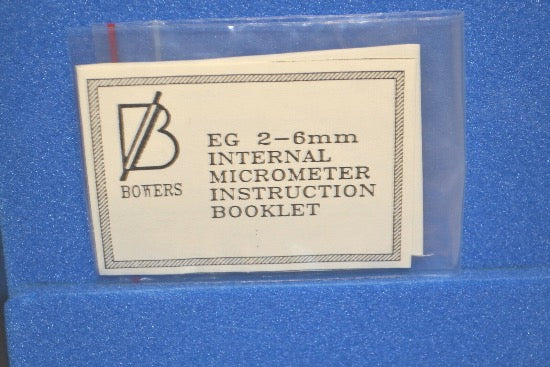 B
BOWERS
EG 2-6mm
INTERNAL
MICROMETER
INSTRUCTION
BOOKLET